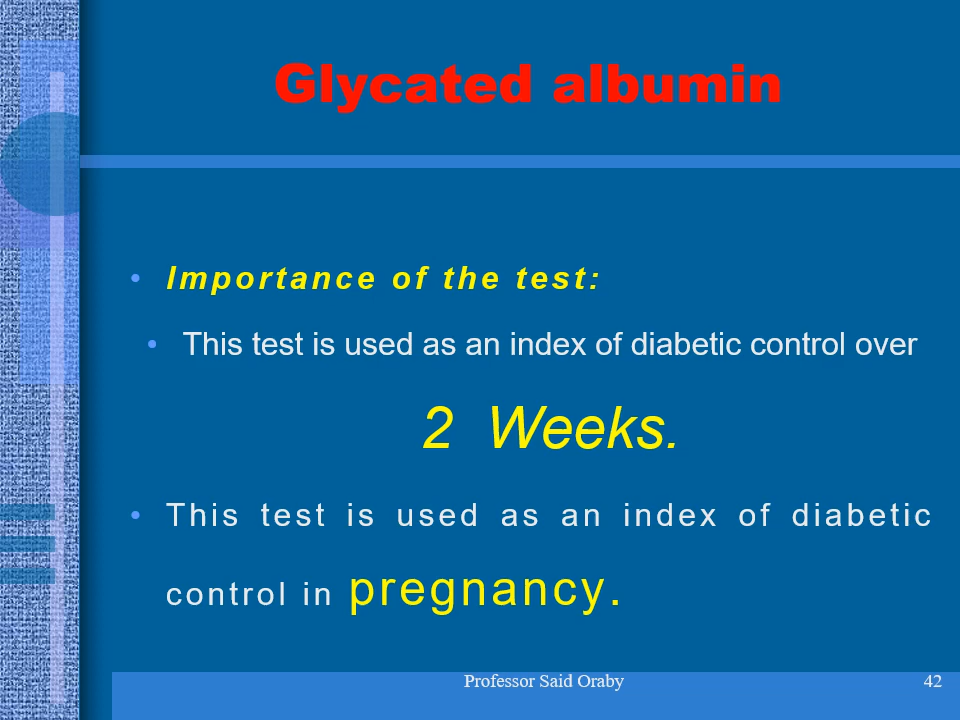 Glycated albumin
• Importance of the test:
• This test is used as an index of diabetic control over
2 Weeks.
• This test is used as an index of diabetic
control in pregnancy.
Professor Said Oraby 42